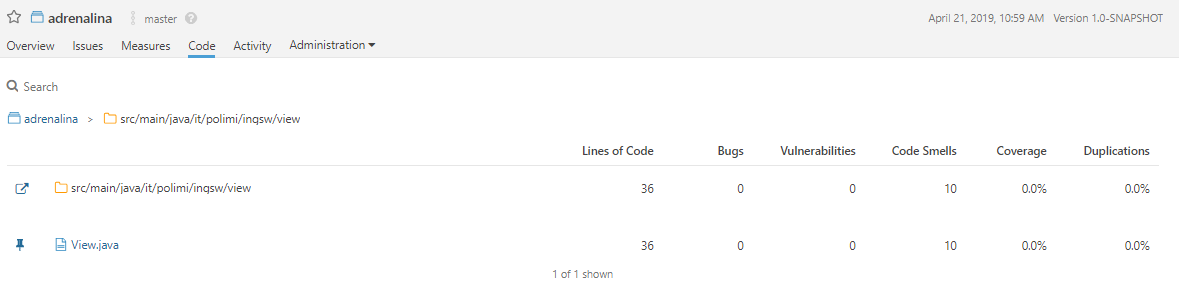 adrenalina master ? April 21, 2019, 10:59 AM Version 1.0-SNAPSHOT
Overview Issues Measures Code Activity Administration
Search
adrenalina > src/main/java/it/polimi/ingsw/view
Lines of Code Bugs Vulnerabilities Code Smells Coverage Duplications
src/main/java/it/polimi/ingsw/view 36 0 0 10 0.0% 0.0%
View.java 36 0 0 10 0.0% 0.0%
1 of 1 shown